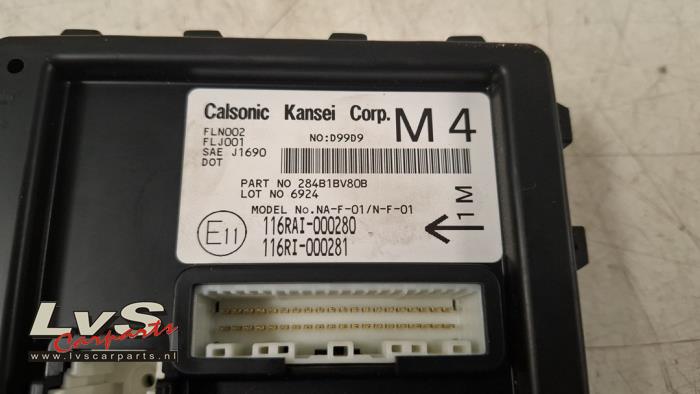 Calsonic Kansei Corp. M 4
FLN002
FLJ001
NO:D99D9
SAE J1690
DOT
PART NO 284B1BV80B
LOT NO 6924
MODEL No.NA-F-01/N-F-01
1M
E11
116RAI-000280
116RI-000281
LvS
Carparts
www.lvscarparts.nl